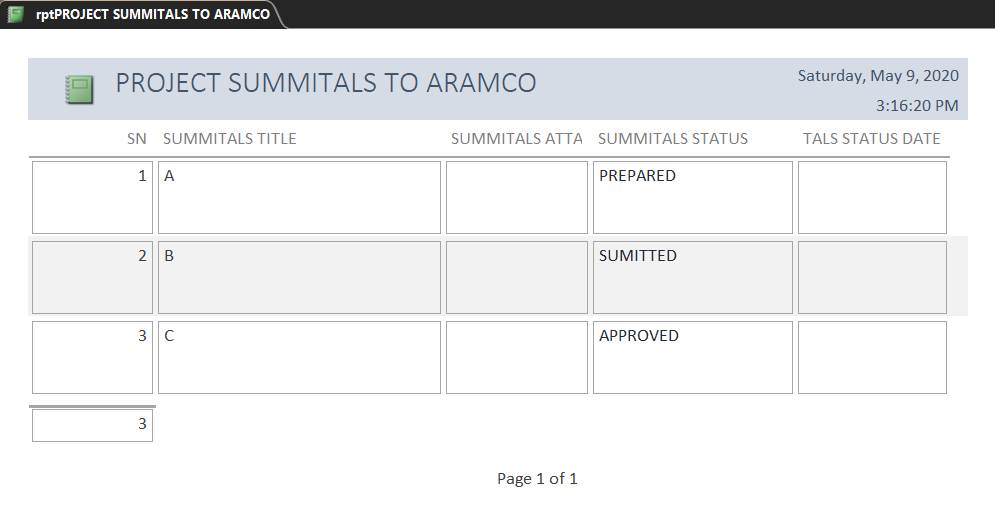 rptPROJECT SUMMITALS TO ARAMCO
PROJECT SUMMITALS TO ARAMCO
Saturday, May 9, 2020
3:16:20 PM
SN SUMMITALS TITLE SUMMITALS ATTA SUMMITALS STATUS TALS STATUS DATE
1 A PREPARED
2 B SUMITTED
3 C APPROVED
3
Page 1 of 1